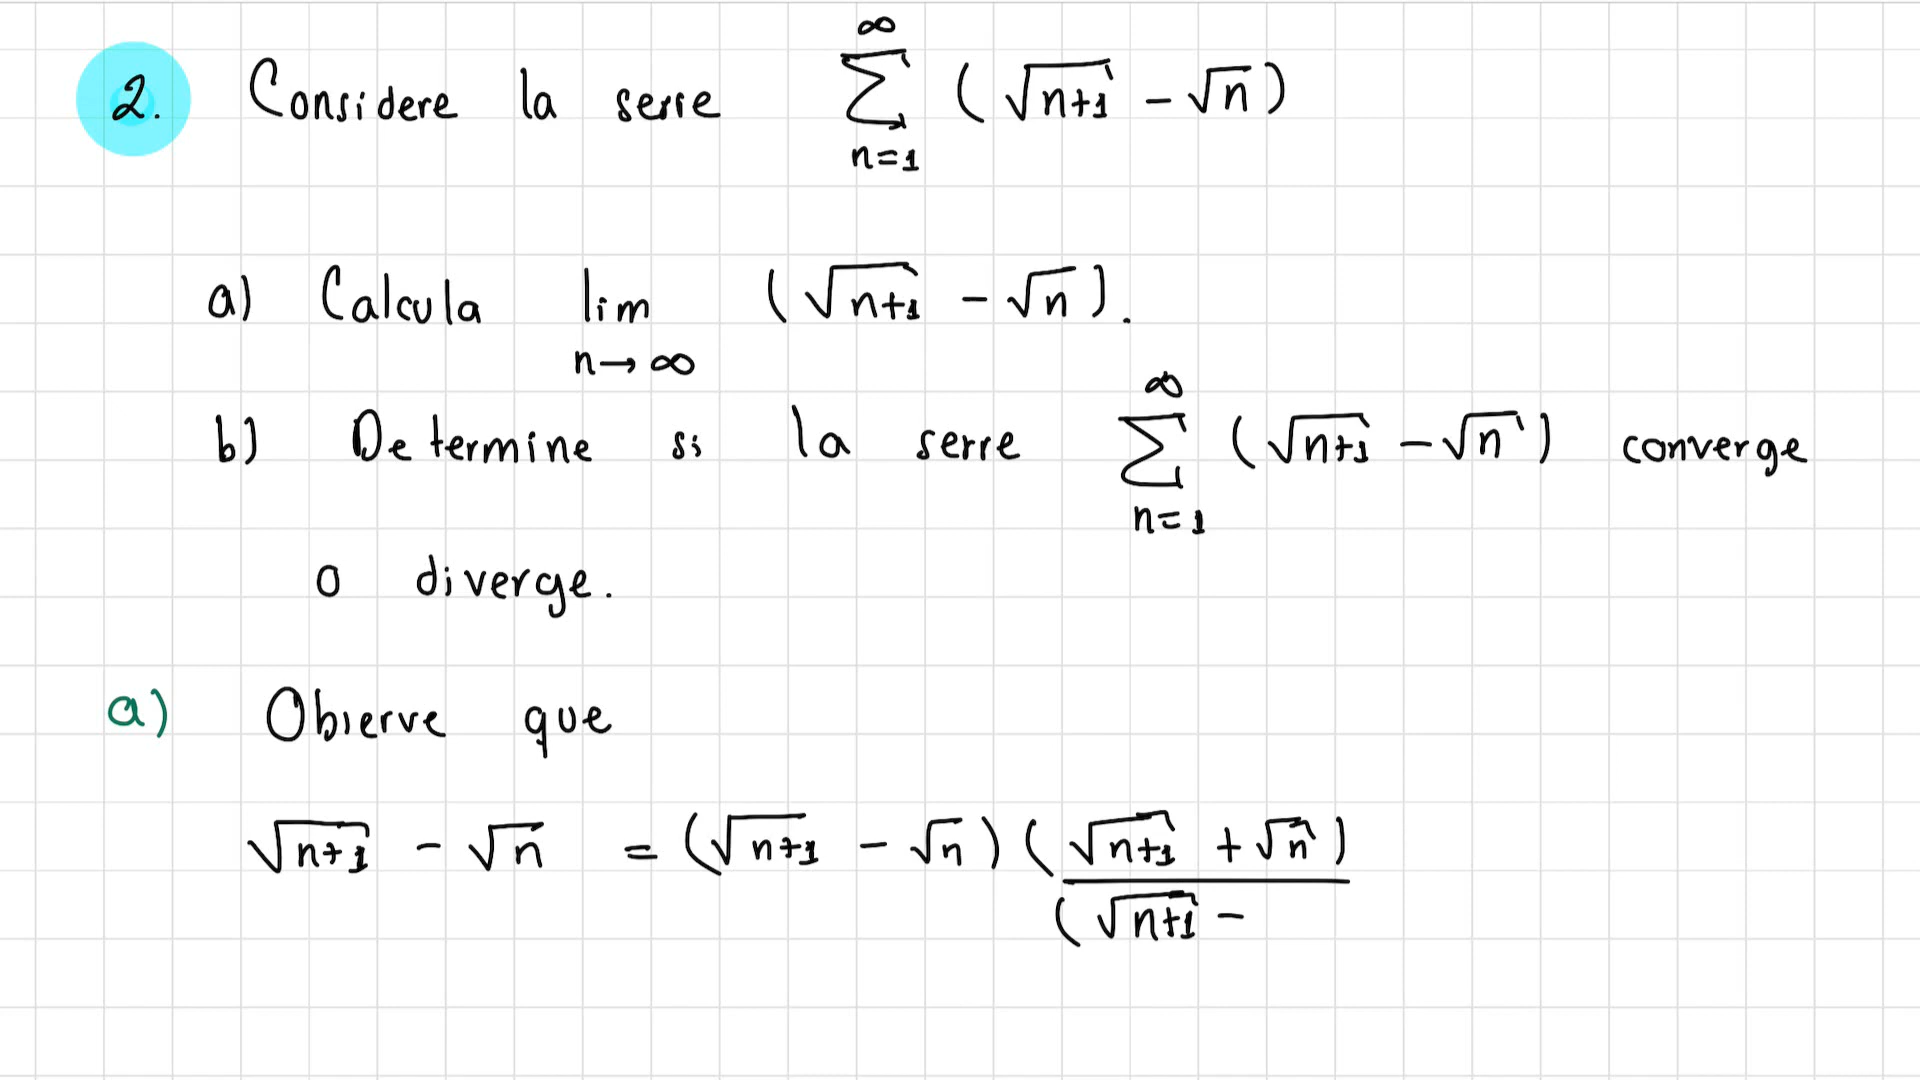 2. Considere la serie ∑_{n=1}^{∞} (√(n+1) - √n)
a) Calcula lim_{n→∞} (√(n+1) - √n).
b) Determine si la serie ∑_{n=1}^{∞} (√(n+1) - √n) converge
o diverge.
a) Observe que
√(n+1) - √n = (√(n+1) - √n) (√(n+1) + √n)
(√(n+1) -